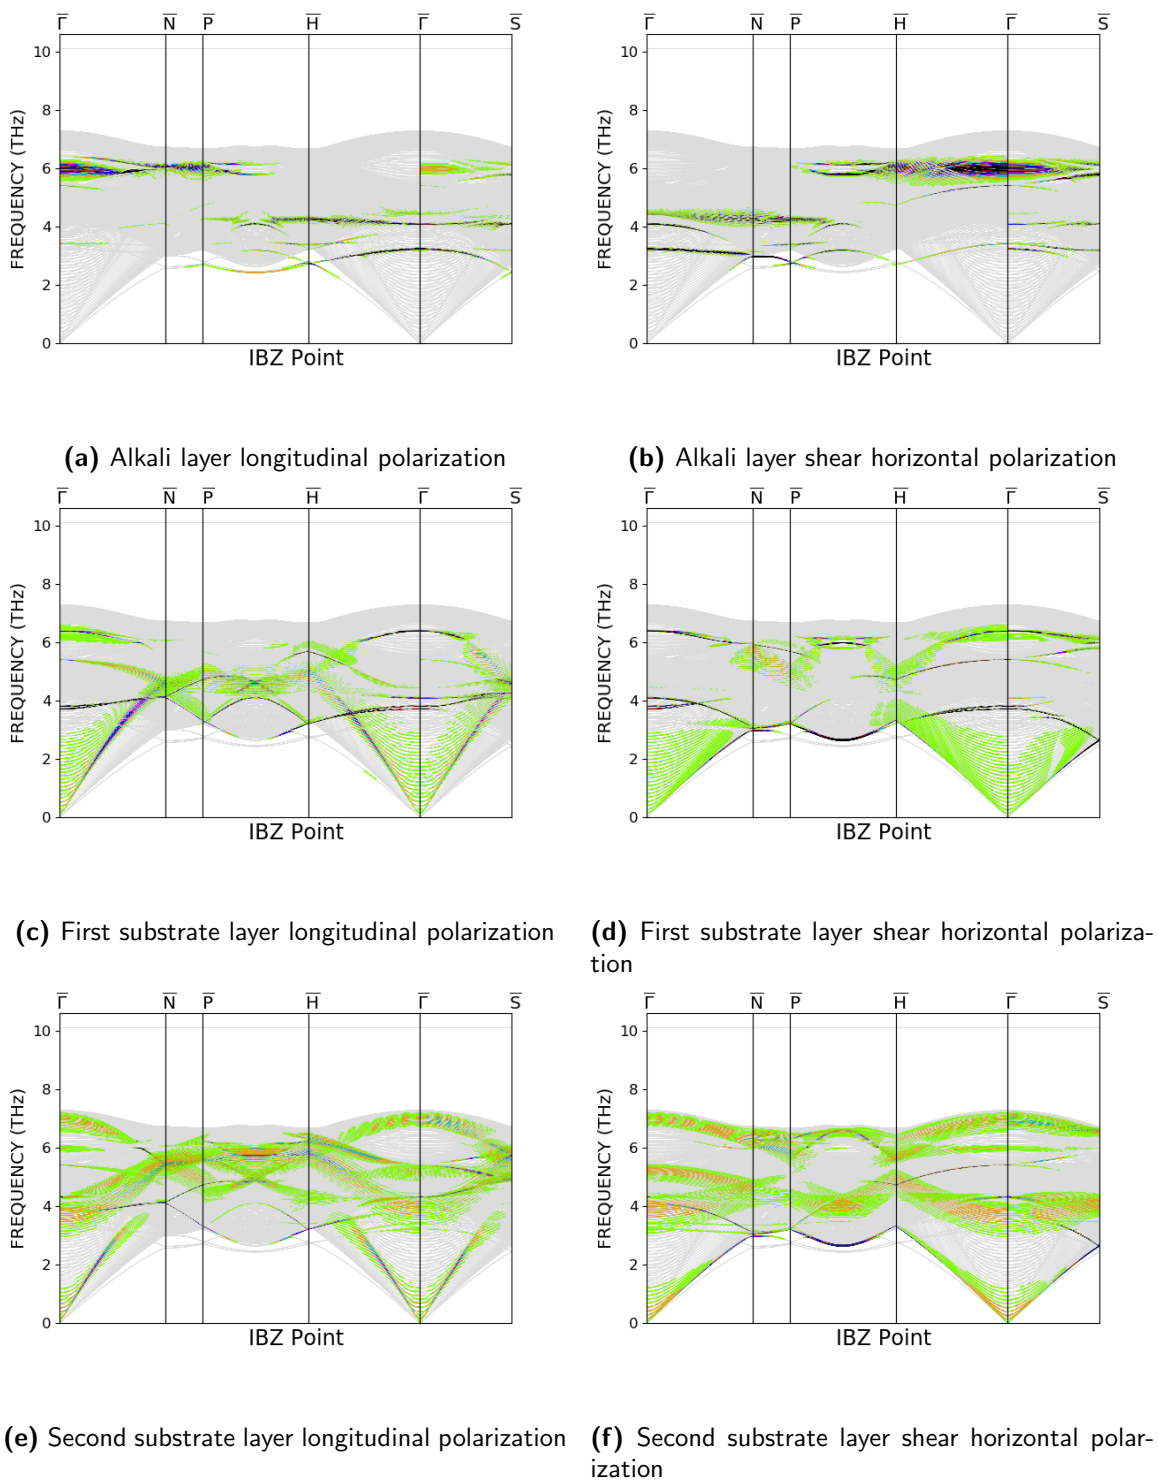 Γ̅ N̅ P̅ H̅ Γ̅ S̅
10
8
6
4
2
0
FREQUENCY (THz)
IBZ Point
Γ̅ N̅ P̅ H̅ Γ̅ S̅
10
8
6
4
2
0
FREQUENCY (THz)
IBZ Point
(a) Alkali layer longitudinal polarization
(b) Alkali layer shear horizontal polarization
Γ̅ N̅ P̅ H̅ Γ̅ S̅
10
8
6
4
2
0
FREQUENCY (THz)
IBZ Point
Γ̅ N̅ P̅ H̅ Γ̅ S̅
10
8
6
4
2
0
FREQUENCY (THz)
IBZ Point
(c) First substrate layer longitudinal polarization
(d) First substrate layer shear horizontal polariza-
tion
Γ̅ N̅ P̅ H̅ Γ̅ S̅
10
8
6
4
2
0
FREQUENCY (THz)
IBZ Point
Γ̅ N̅ P̅ H̅ Γ̅ S̅
10
8
6
4
2
0
FREQUENCY (THz)
IBZ Point
(e) Second substrate layer longitudinal polarization
(f) Second substrate layer shear horizontal polar-
ization